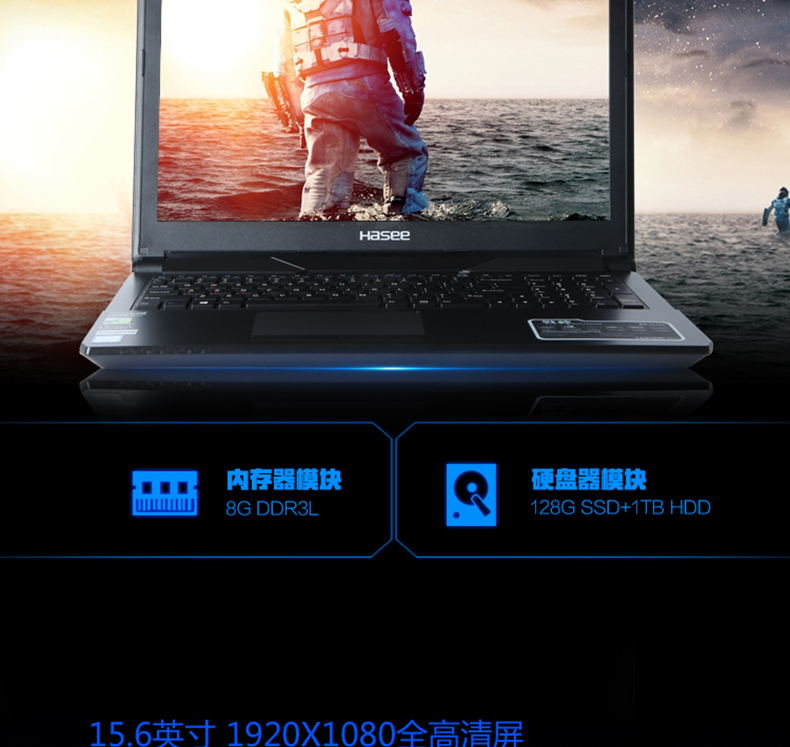 Hasee
内存器模块
8G DDR3L
硬盘器模块
128G SSD+1TB HDD
15.6英寸 1920X1080全高清屏